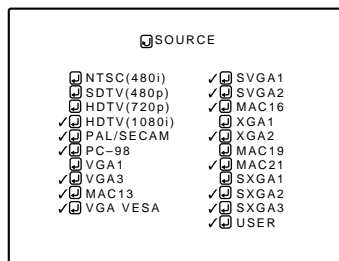 SOURCE
NTSC(480i)
SDTV(480p)
HDTV(720p)
✓ HDTV(1080i)
✓ PAL/SECAM
✓ PC–98
VGA1
✓ VGA3
✓ MAC13
✓ VGA VESA
✓ SVGA1
✓ SVGA2
✓ MAC16
XGA1
✓ XGA2
MAC19
✓ MAC21
SXGA1
✓ SXGA2
✓ SXGA3
✓ USER